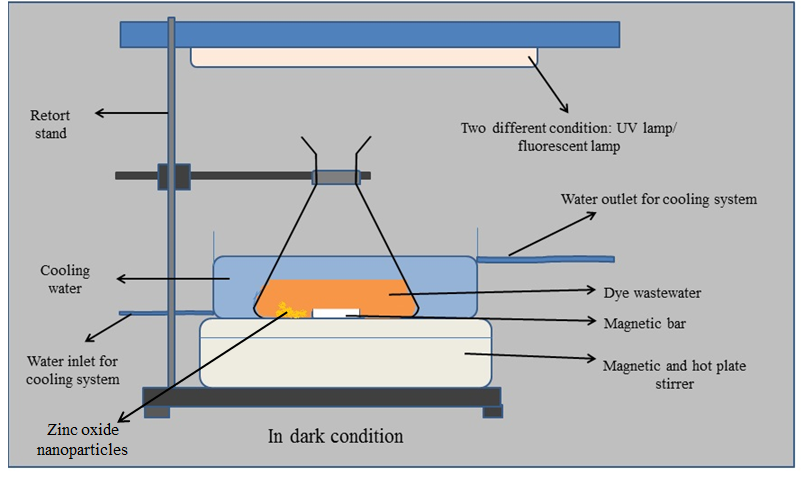 Retort
stand
Two different condition: UV lamp/
fluorescent lamp
Water outlet for cooling system
Cooling
water
Dye wastewater
Magnetic bar
Water inlet for
cooling system
Magnetic and hot plate
stirrer
Zinc oxide
nanoparticles
In dark condition